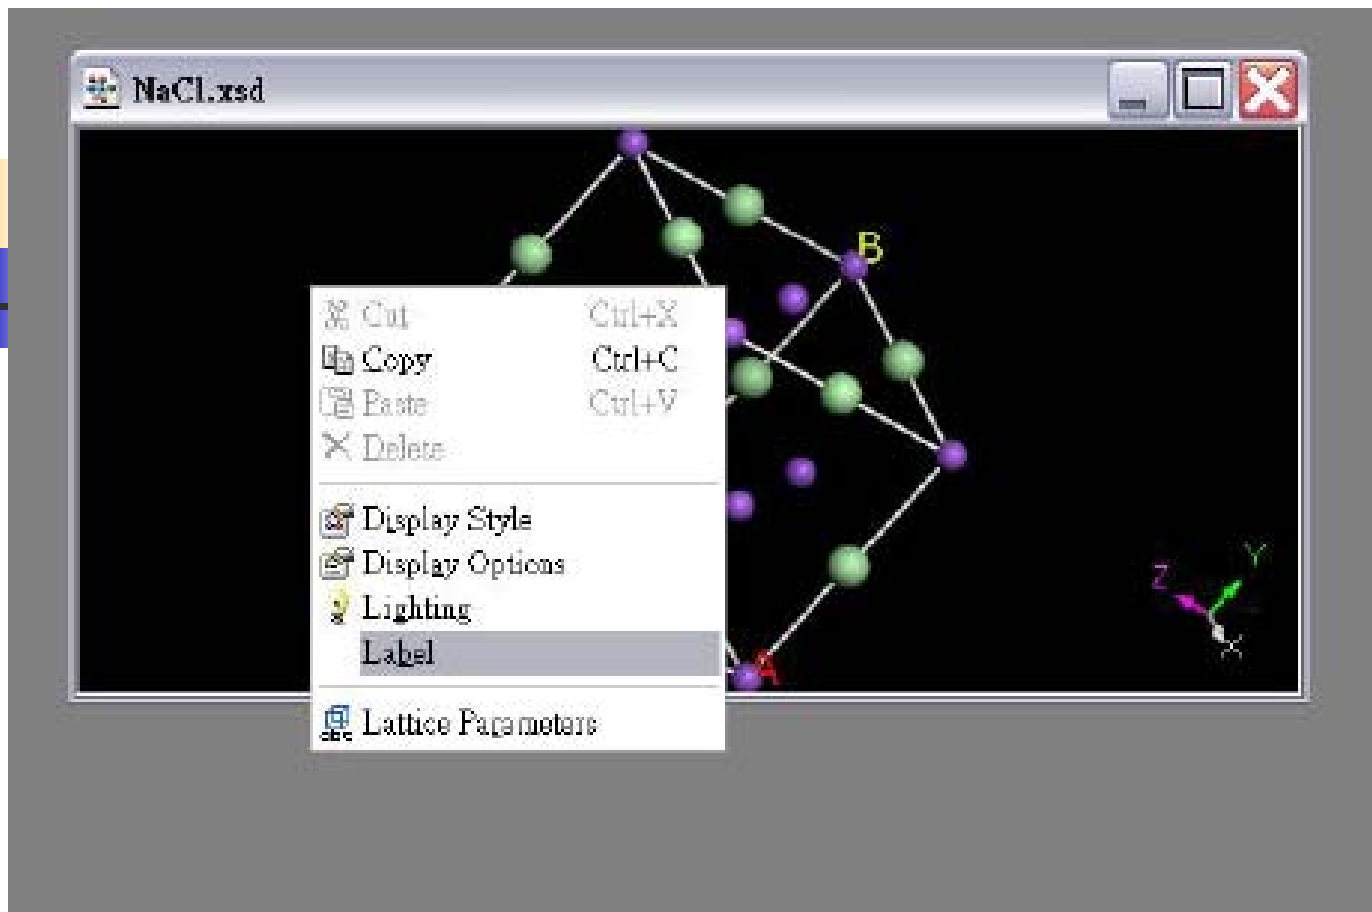 NaCl.xsd
B
Cut Ctrl+X
Copy Ctrl+C
Paste Ctrl+V
Delete
Display Style
Display Options
Lighting
Label
Lattice Parameters
A
Z
Y
X